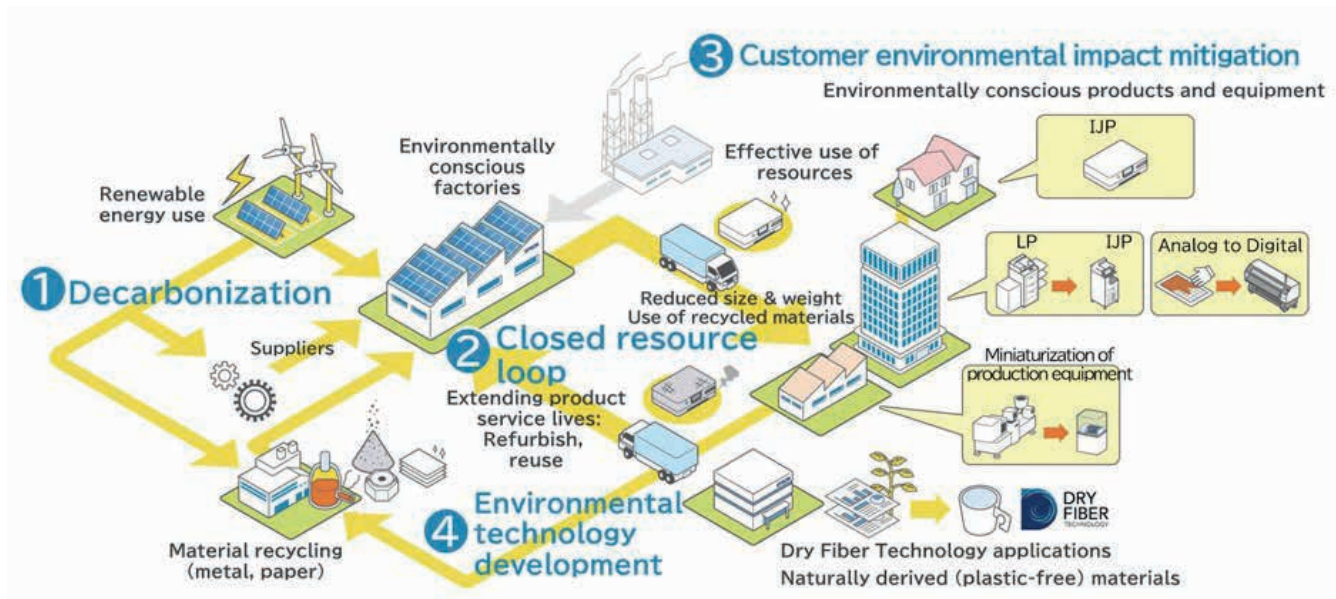 3 Customer environmental impact mitigation
Environmentally conscious products and equipment
IJP
Environmentally
conscious
factories
Effective use of
resources
Renewable
energy use
LP
IJP
Analog to Digital
1 Decarbonization
Reduced size & weight
Use of recycled materials
Suppliers
2 Closed resource
loop
Extending product
service lives:
Refurbish,
reuse
Miniaturization of
production equipment
4 Environmental
technology
development
Material recycling
(metal, paper)
DRY
FIBER
TECHNOLOGY
Dry Fiber Technology applications
Naturally derived (plastic-free) materials